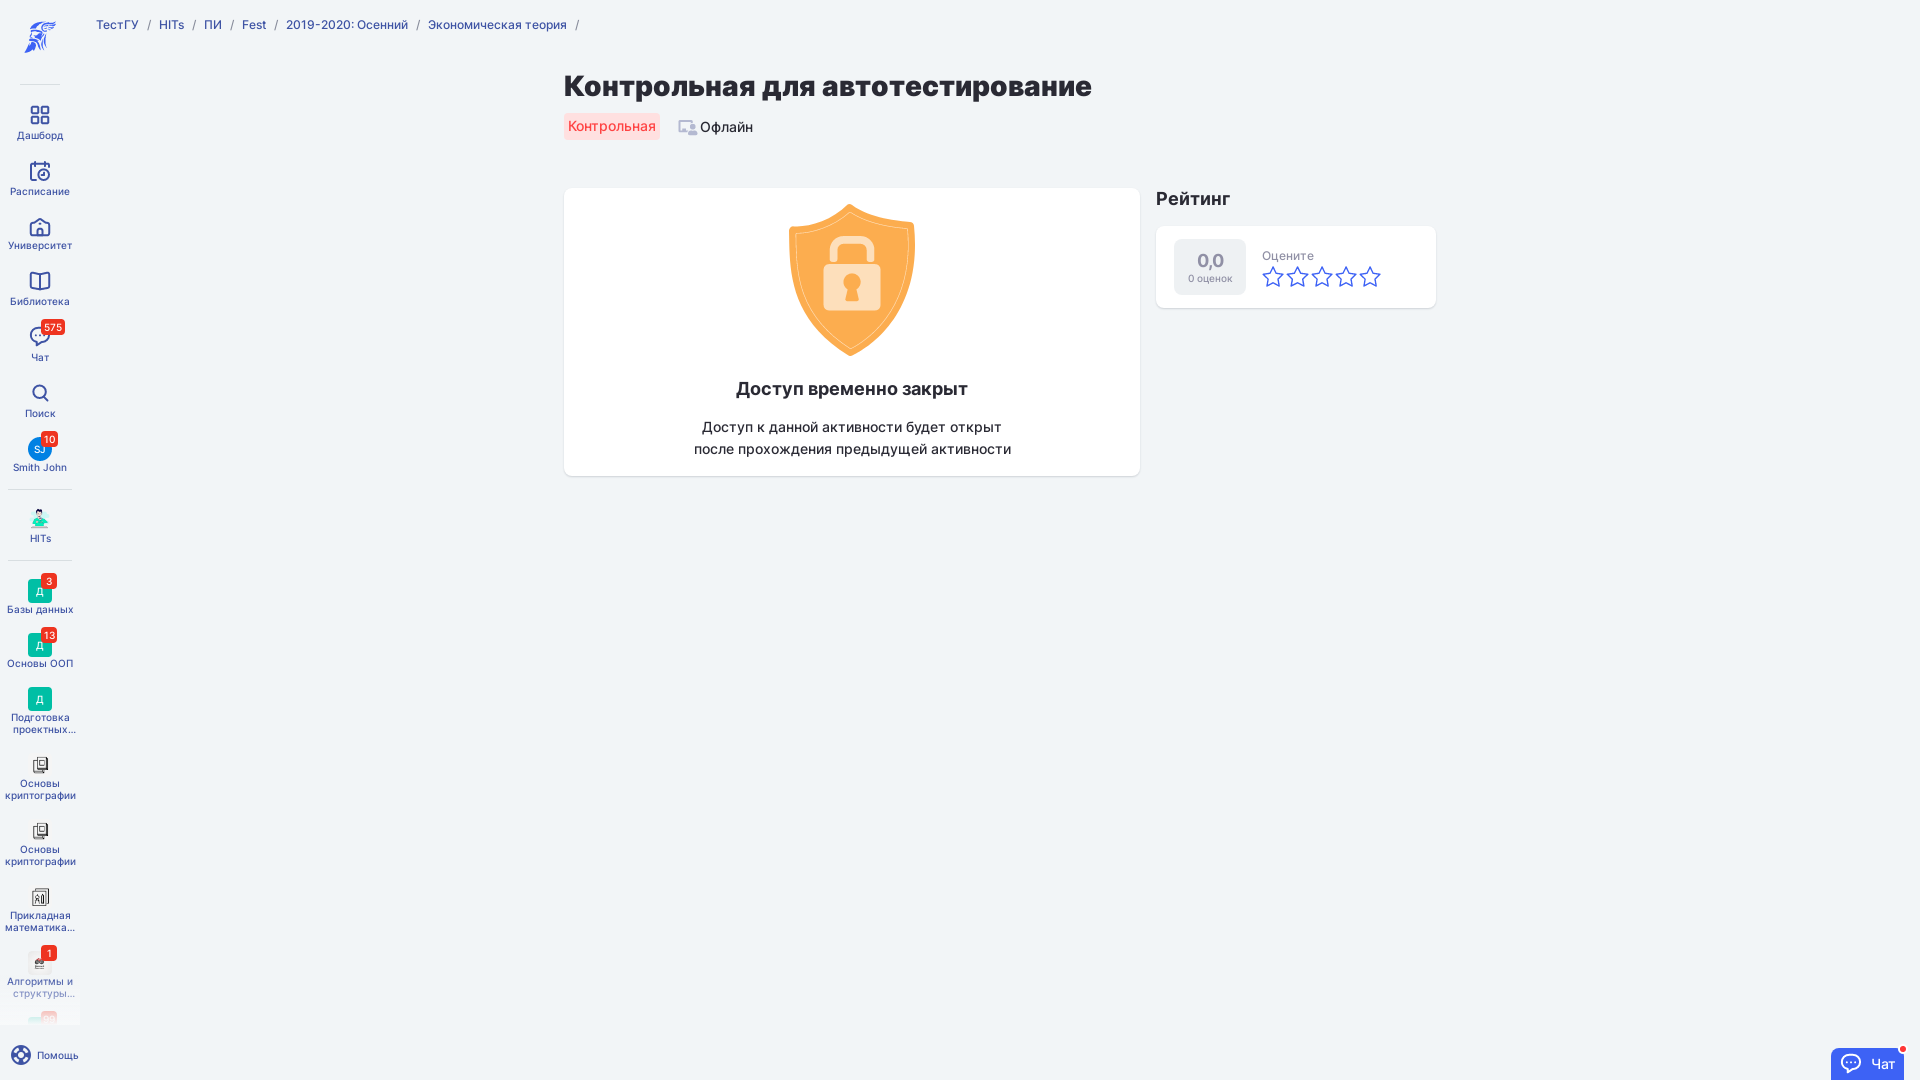 ТестГУ / HITs / ПИ / Fest / 2019-2020: Осенний / Экономическая теория /
Дашборд
Расписание
Университет
Библиотека
575
Чат
Поиск
10
SJ
Smith John
HITs
3
Д
Базы данных
13
Д
Основы ООП
Д
Подготовка
проектных...
Основы
криптографии
Основы
криптографии
Прикладная
математика...
1
Алгоритмы и
структуры...
Помощь
Контрольная для автотестирование
Контрольная
Офлайн
Доступ временно закрыт
Доступ к данной активности будет открыт
после прохождения предыдущей активности
Рейтинг
0,0
0 оценок
Оцените
Чат